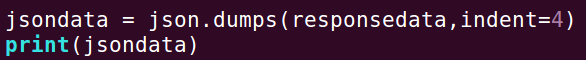 jsondata = json.dumps(responsedata,indent=4)
print(jsondata)